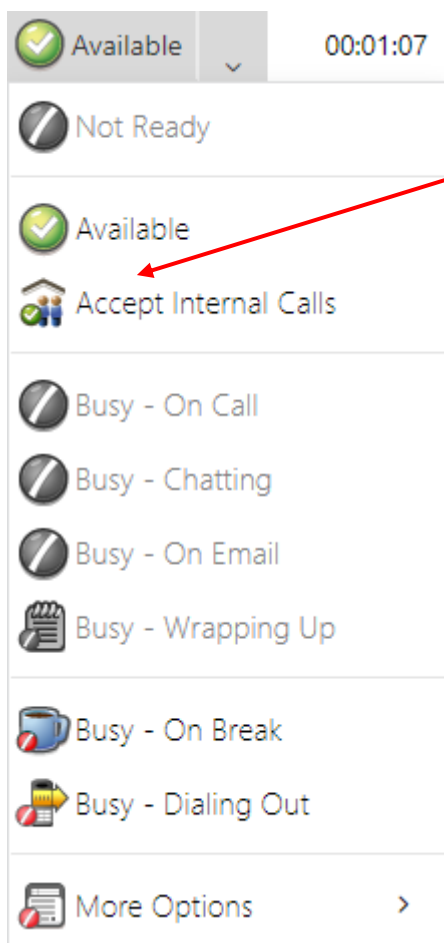 Available 00:01:07
Not Ready
Available
Accept Internal Calls
Busy - On Call
Busy - Chatting
Busy - On Email
Busy - Wrapping Up
Busy - On Break
Busy - Dialing Out
More Options